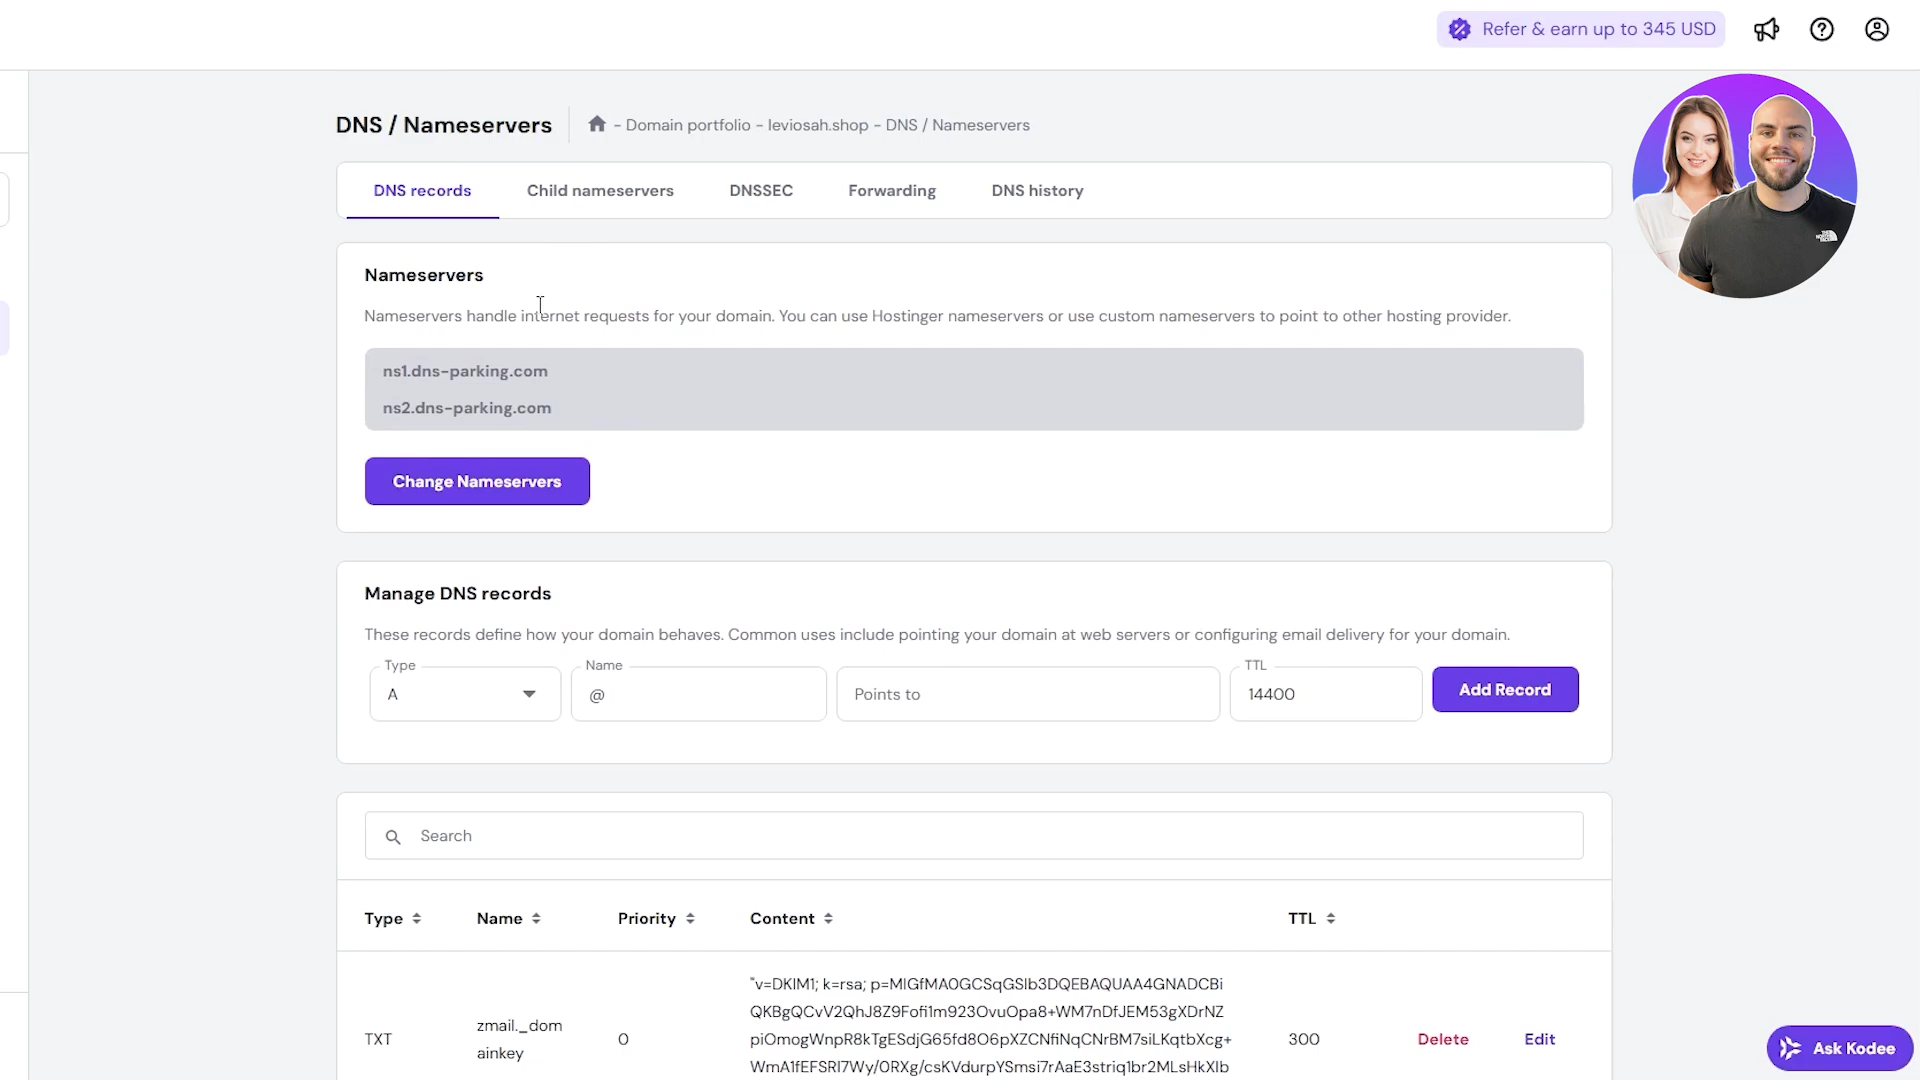 Refer & earn up to 345 USD
DNS / Nameservers
- Domain portfolio - leviosah.shop - DNS / Nameservers
DNS records
Child nameservers
DNSSEC
Forwarding
DNS history
THE NORTH FACE
Nameservers
Nameservers handle internet requests for your domain. You can use Hostinger nameservers or use custom nameservers to point to other hosting provider.
ns1.dns-parking.com
ns2.dns-parking.com
Change Nameservers
Manage DNS records
These records define how your domain behaves. Common uses include pointing your domain at web servers or configuring email delivery for your domain.
Type
Name
TTL
A
@
Points to
14400
Add Record
Search
Type
Name
Priority
Content
TTL
TXT
zmail._dom
ainkey
0
"v=DKIM1; k=rsa; p=MIGfMA0GCSqGSIb3DQEBAQUAA4GNADCBi
QKBgQCvV2QhJ8Z9Fofi1m923OvuOpa8+WM7nDfJEM53gXDrNZ
piOmogWnpR8kTgESdjG65fd8O6pXZCNfiNqCNrBM7siLKqtbXcg+
WmA1fEFSRI7Wy/0RXg/csKVdurpYSmsi7rAaE3striq1br2MLsHkXIb
300
Delete
Edit
Ask Kodee